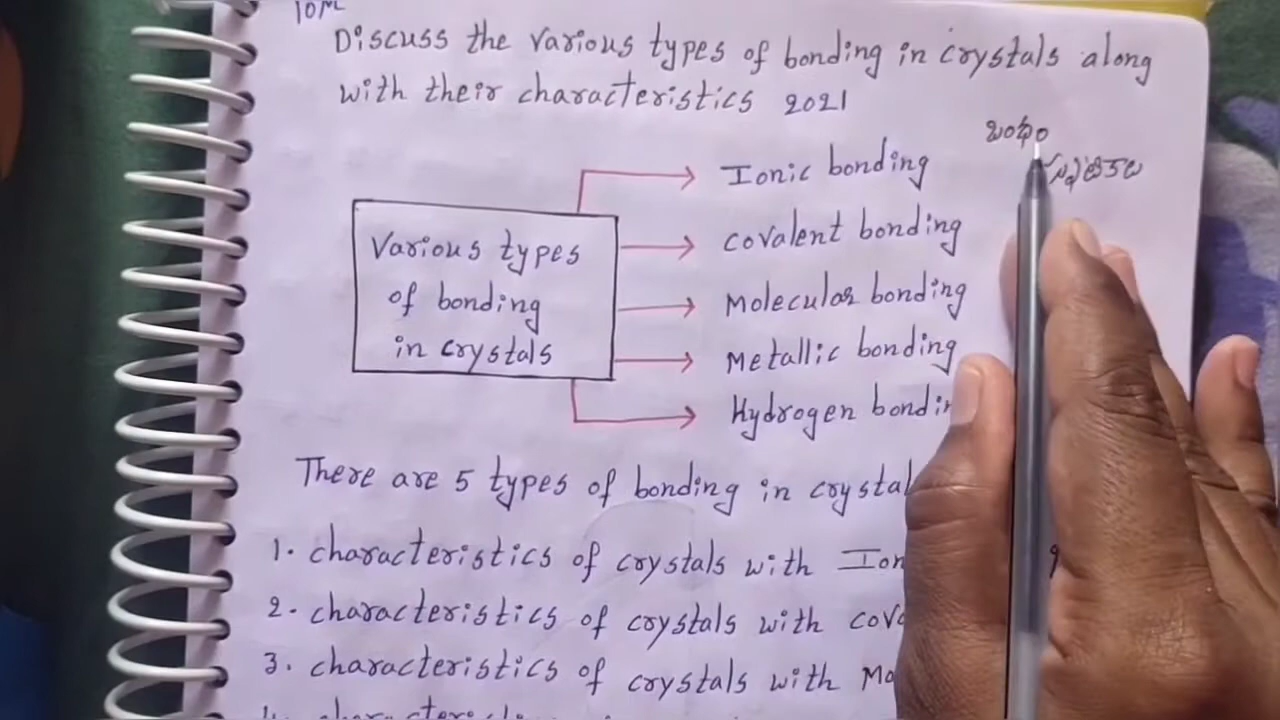 10M
Discuss the various types of bonding in crystals along
with their characteristics 2021
బంధం
Ionic bonding
covalent bonding
Molecular bonding
Metallic bonding
Hydrogen
Various types
of bonding
in crystals
There are 5 types of bonding in
1. characteristics of crystals with
2. characteristics of crystals with
3. characteristics of crystals with